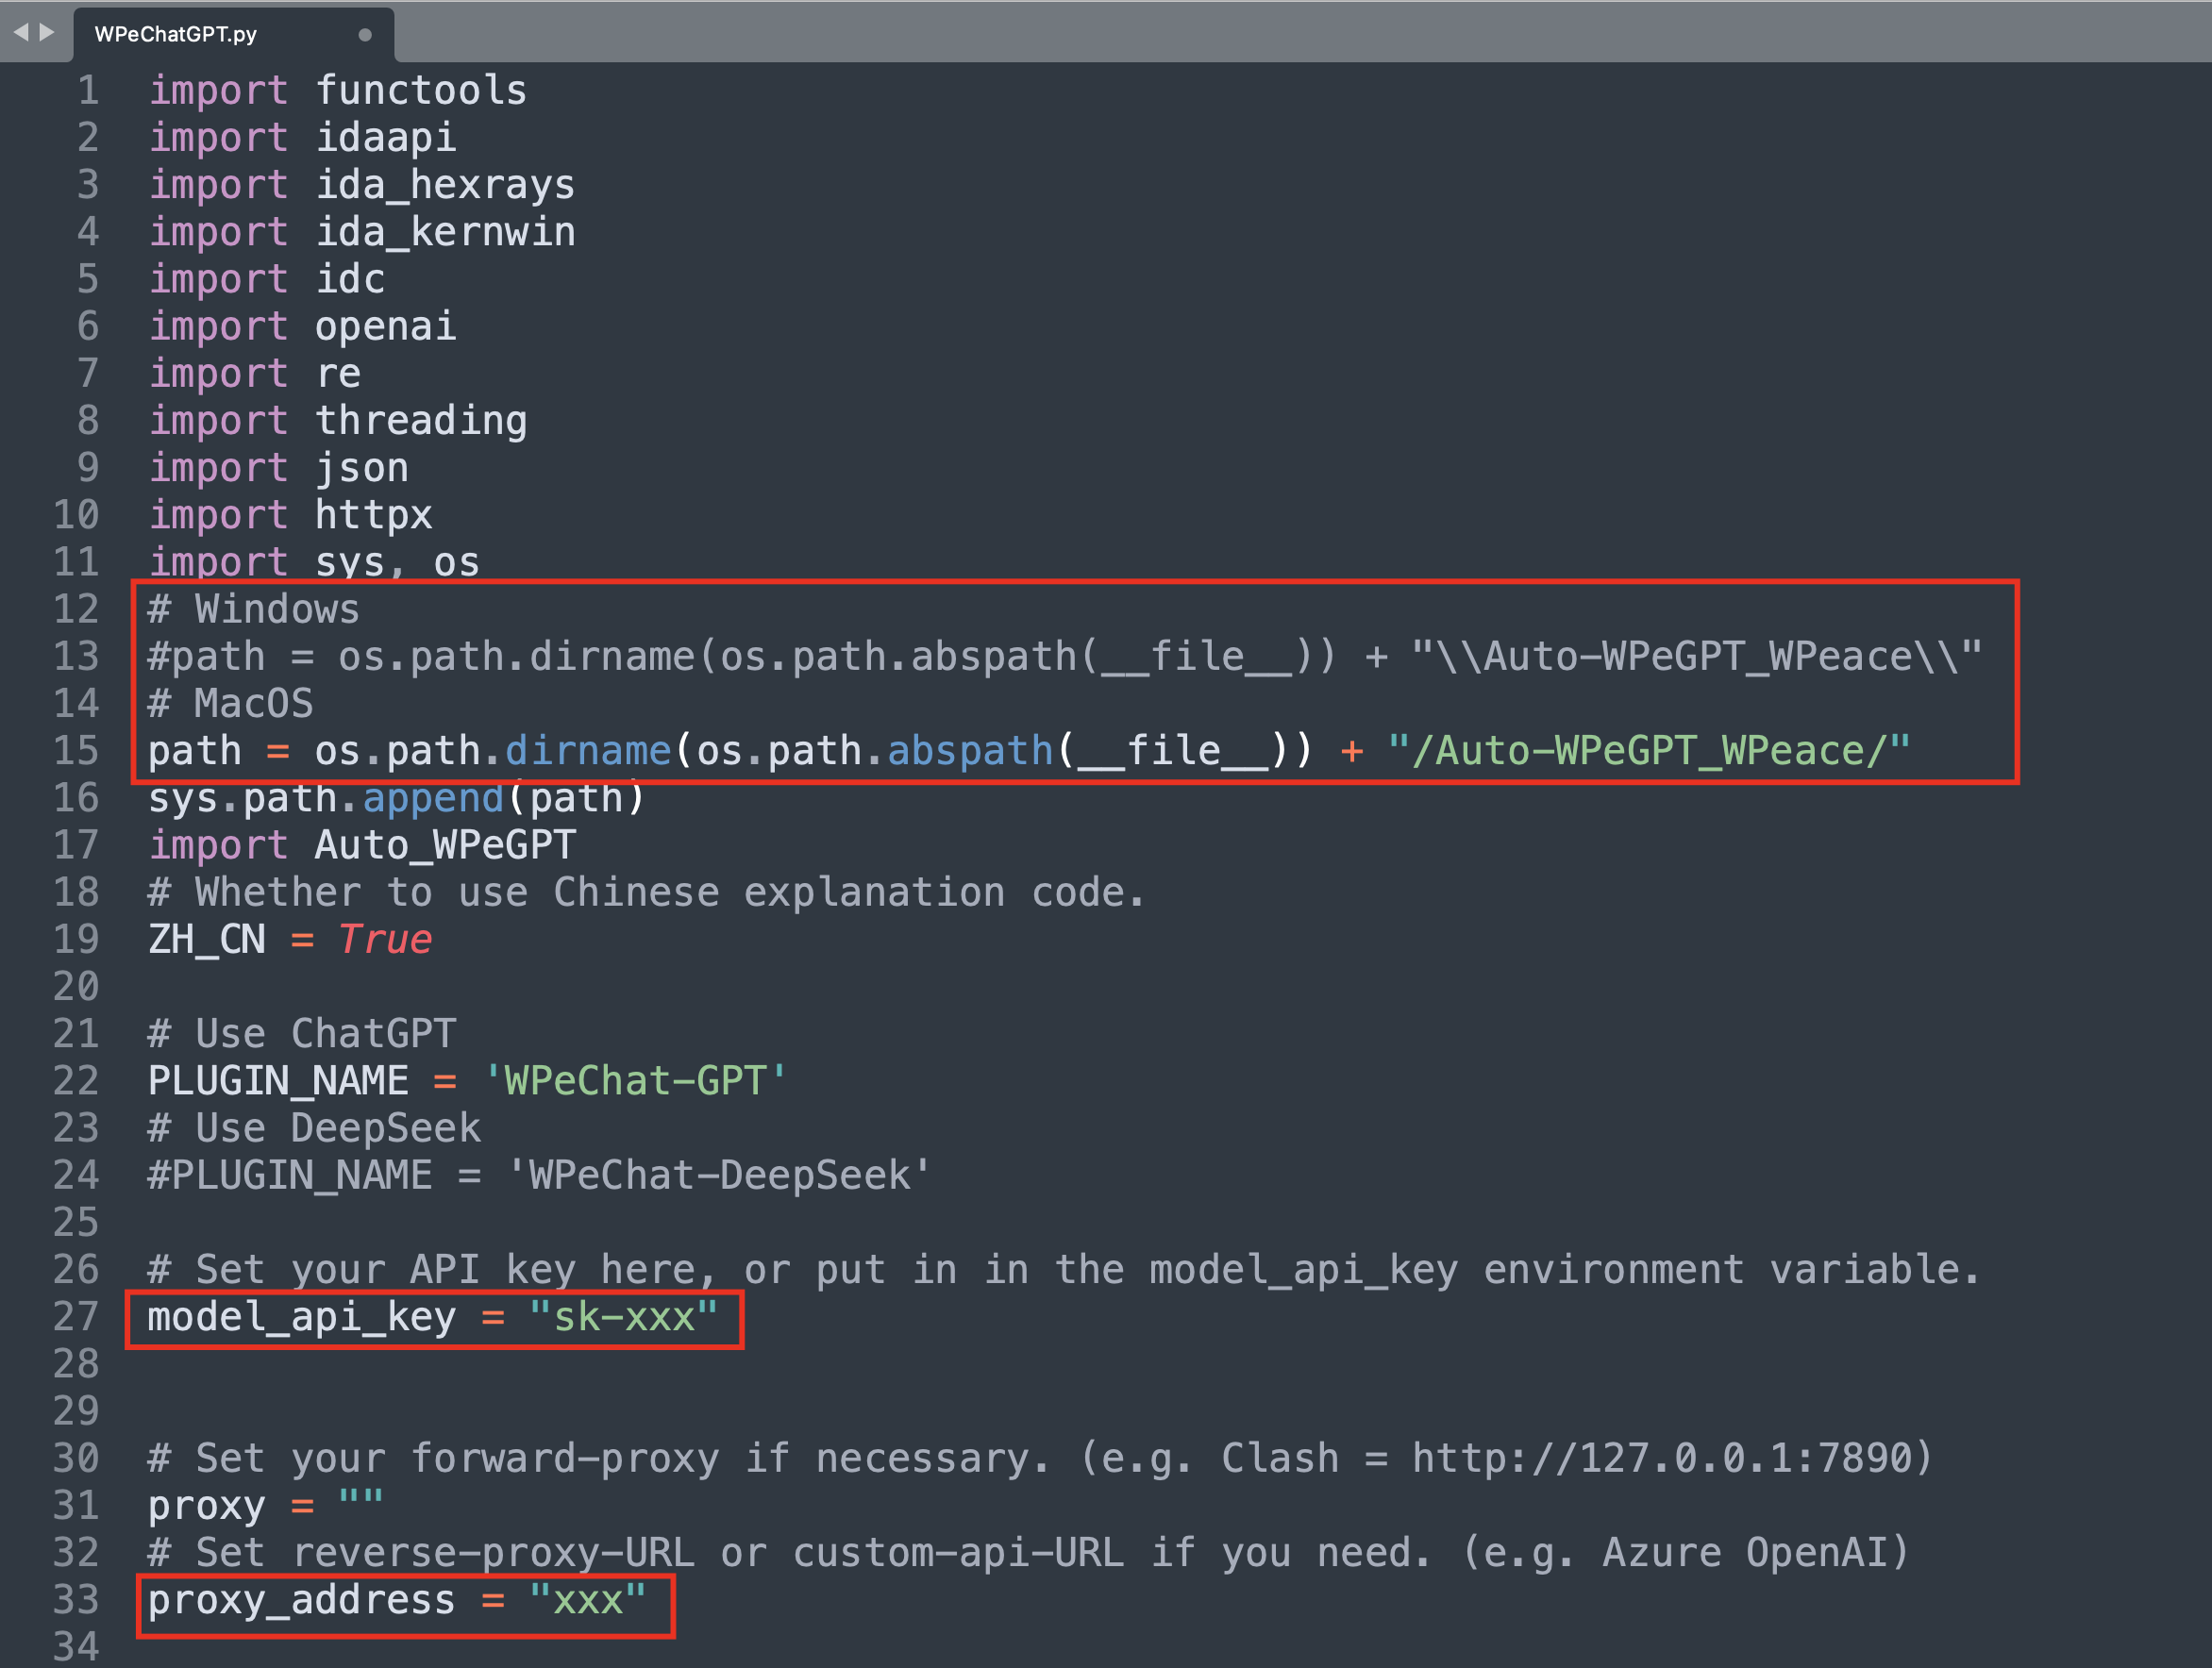 WPeChatGPT.py
1 import functools
2 import idaapi
3 import ida_hexrays
4 import ida_kernwin
5 import idc
6 import openai
7 import re
8 import threading
9 import json
10 import httpx
11 import sys, os
12 # Windows
13 #path = os.path.dirname(os.path.abspath(__file__)) + "\\Auto-WPeGPT_WPeace\\"
14 # MacOS
15 path = os.path.dirname(os.path.abspath(__file__)) + "/Auto-WPeGPT_WPeace/"
16 sys.path.append(path)
17 import Auto_WPeGPT
18 # Whether to use Chinese explanation code.
19 ZH_CN = True
20
21 # Use ChatGPT
22 PLUGIN_NAME = 'WPeChat-GPT'
23 # Use DeepSeek
24 #PLUGIN_NAME = 'WPeChat-DeepSeek'
25
26 # Set your API key here, or put in in the model_api_key environment variable.
27 model_api_key = "sk-xxx"
28
29
30 # Set your forward-proxy if necessary. (e.g. Clash = http://127.0.0.1:7890)
31 proxy = ""
32 # Set reverse-proxy-URL or custom-api-URL if you need. (e.g. Azure OpenAI)
33 proxy_address = "xxx"
34